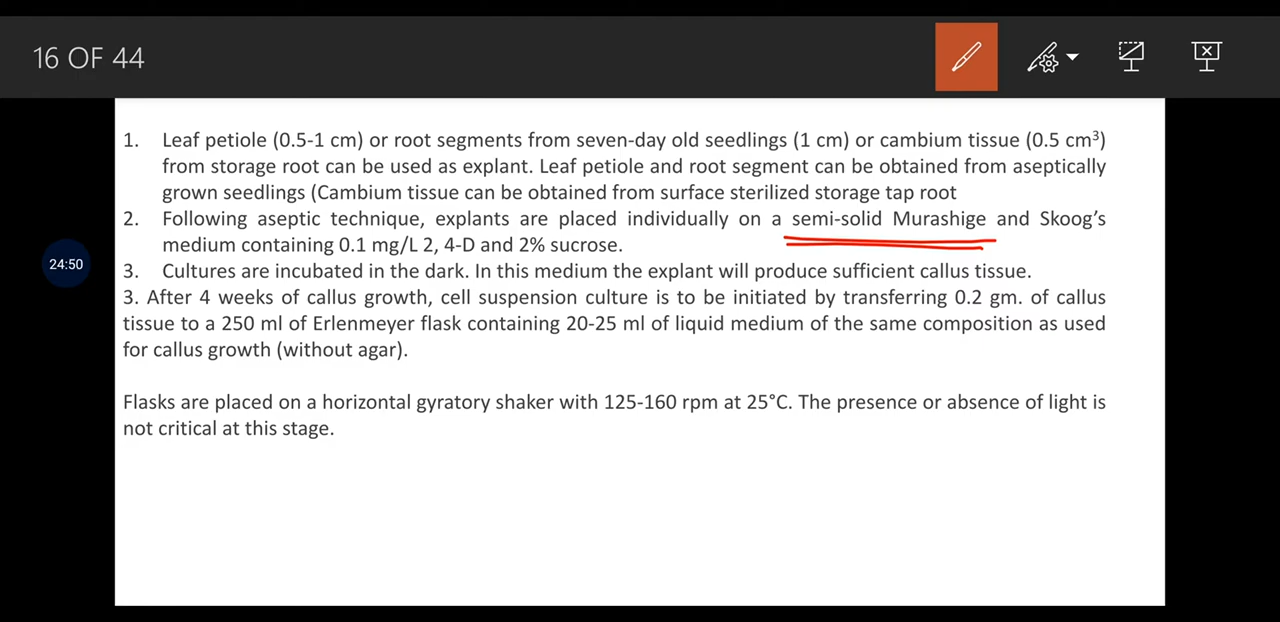 16 OF 44
1. Leaf petiole (0.5-1 cm) or root segments from seven-day old seedlings (1 cm) or cambium tissue (0.5 cm³)
from storage root can be used as explant. Leaf petiole and root segment can be obtained from aseptically
grown seedlings (Cambium tissue can be obtained from surface sterilized storage tap root
2. Following aseptic technique, explants are placed individually on a semi-solid Murashige and Skoog’s
medium containing 0.1 mg/L 2, 4-D and 2% sucrose.
24:50
3. Cultures are incubated in the dark. In this medium the explant will produce sufficient callus tissue.
3. After 4 weeks of callus growth, cell suspension culture is to be initiated by transferring 0.2 gm. of callus
tissue to a 250 ml of Erlenmeyer flask containing 20-25 ml of liquid medium of the same composition as used
for callus growth (without agar).
Flasks are placed on a horizontal gyratory shaker with 125-160 rpm at 25°C. The presence or absence of light is
not critical at this stage.